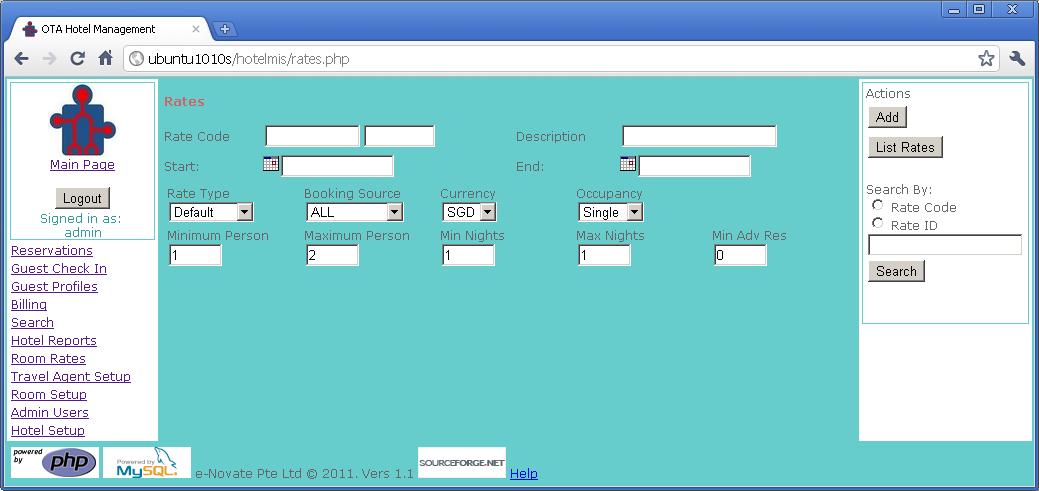 OTA Hotel Management
ubuntu1010s/hotelmis/rates.php
Main Page
Logout
Signed in as:
admin
Reservations
Guest Check In
Guest Profiles
Billing
Search
Hotel Reports
Room Rates
Travel Agent Setup
Room Setup
Admin Users
Hotel Setup
Rates
Rate Code Description
Start: End:
Rate Type Booking Source Currency Occupancy
Default ALL SGD Single
Minimum Person Maximum Person Min Nights Max Nights Min Adv Res
1 2 1 1 0
Actions
Add
List Rates
Search By:
Rate Code
Rate ID
Search
powered
by php
Powered by
MySQL.
e-Novate Pte Ltd © 2011. Vers 1.1 SOURCEFORGE.NET Help